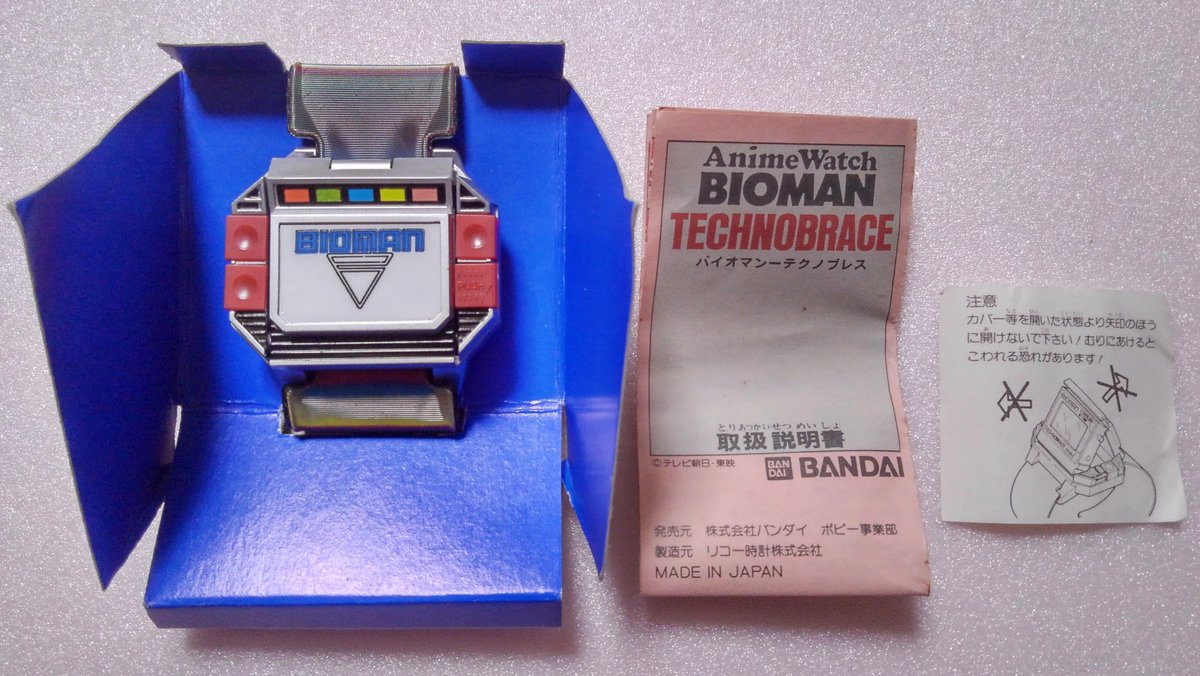 BIOMAN
PUSH
AnimeWatch
BIOMAN
TECHNOBRACE
バイオマンーテクノブレス
とりあつかいせつ めい しょ
取扱説明書
©テレビ朝日・東映
BAN
DAI
BANDAI
発売元 株式会社バンダイ ポピー事業部
製造元 リコー時計株式会社
MADE IN JAPAN
注意
カバー等を開いた状態より矢印のほう
に開けないで下さい!むりにあけると
こわれる恐れがあります!
BIOMAN